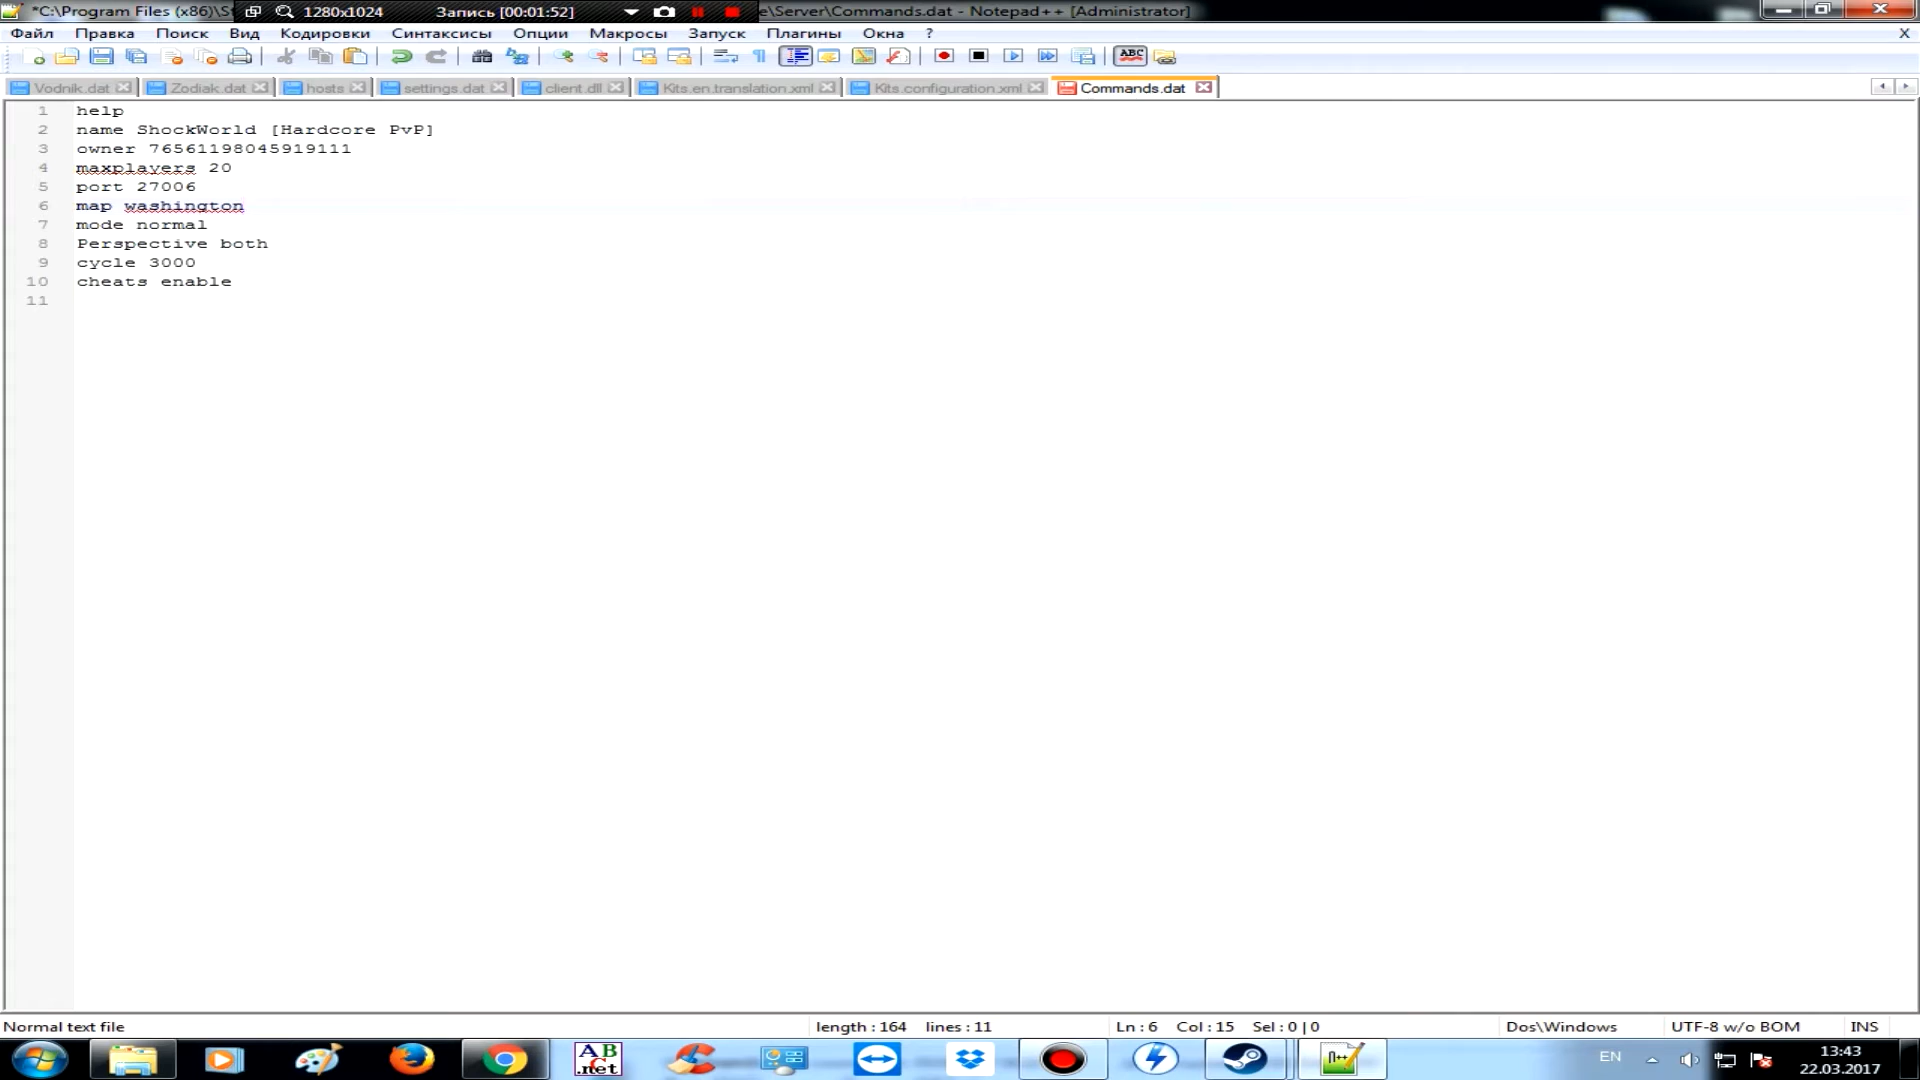 *C:\Program Files (x86)\S 1280x1024 Запись [00:01:52] e\Server\Commands.dat - Notepad++ [Administrator]
Файл Правка Поиск Вид Кодировки Синтаксисы Опции Макросы Запуск Плагины Окна ? X
ABC
Vodnik.dat Zodiak.dat hosts settings.dat client.dll Kits.en.translation.xml Kits.configuration.xml Commands.dat
1 help
2 name ShockWorld [Hardcore PvP]
3 owner 76561198045919111
4 maxplayers 20
5 port 27006
6 map washington
7 mode normal
8 Perspective both
9 cycle 3000
10 cheats enable
11
Normal text file length : 164 lines : 11 Ln : 6 Col : 15 Sel : 0 | 0 Dos\Windows UTF-8 w/o BOM INS
ABC.net n++ EN 13:43
22.03.2017